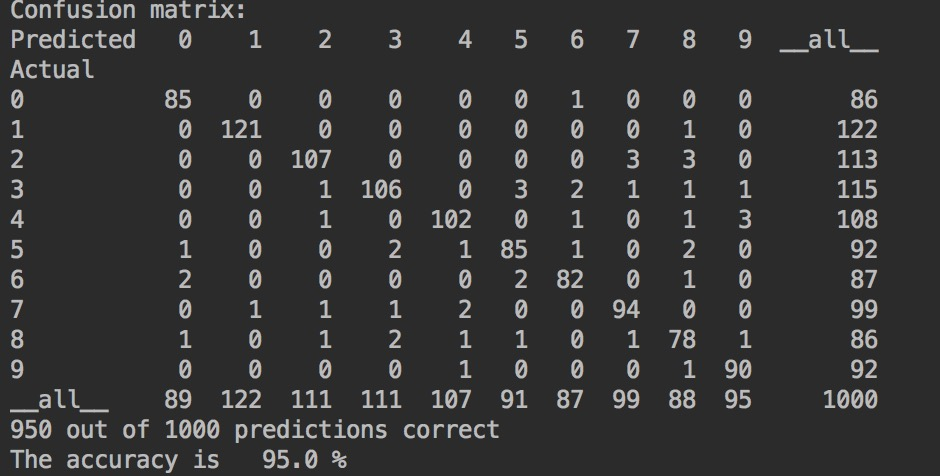 Confusion matrix:
Predicted 0 1 2 3 4 5 6 7 8 9 __all__
Actual
0 85 0 0 0 0 0 1 0 0 0 86
1 0 121 0 0 0 0 0 0 1 0 122
2 0 0 107 0 0 0 0 3 3 0 113
3 0 0 1 106 0 3 2 1 1 1 115
4 0 0 1 0 102 0 1 0 1 3 108
5 1 0 0 2 1 85 1 0 2 0 92
6 2 0 0 0 0 2 82 0 1 0 87
7 0 1 1 1 2 0 0 94 0 0 99
8 1 0 1 2 1 1 0 1 78 1 86
9 0 0 0 0 1 0 0 0 1 90 92
__all__ 89 122 111 111 107 91 87 99 88 95 1000
950 out of 1000 predictions correct
The accuracy is 95.0 %